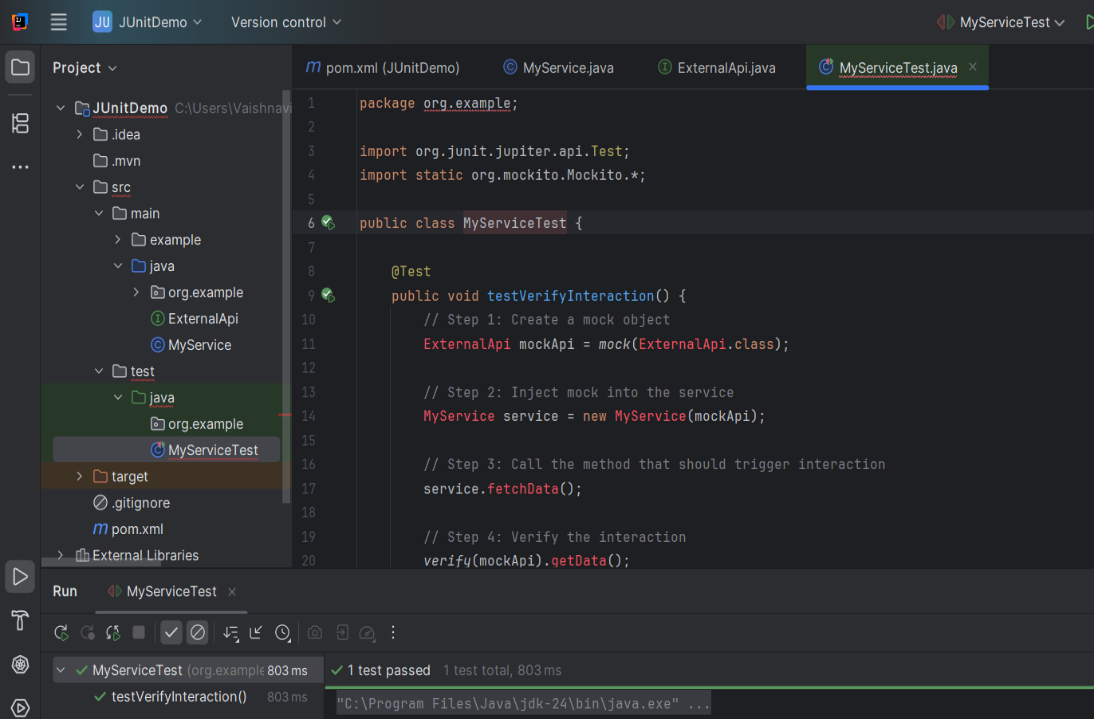 JU JUnitDemo Version control MyServiceTest
Project
pom.xml (JUnitDemo) MyService.java ExternalApi.java MyServiceTest.java
JUnitDemo C:\Users\Vaishnavi
.idea
.mvn
src
main
example
java
org.example
ExternalApi
MyService
test
java
org.example
MyServiceTest
target
.gitignore
pom.xml
External Libraries
1 package org.example;
2
3 import org.junit.jupiter.api.Test;
4 import static org.mockito.Mockito.*;
5
6 public class MyServiceTest {
7
8 @Test
9 public void testVerifyInteraction() {
10 // Step 1: Create a mock object
11 ExternalApi mockApi = mock(ExternalApi.class);
12
13 // Step 2: Inject mock into the service
14 MyService service = new MyService(mockApi);
15
16 // Step 3: Call the method that should trigger interaction
17 service.fetchData();
18
19 // Step 4: Verify the interaction
20 verify(mockApi).getData();
Run MyServiceTest
MyServiceTest (org.example 803 ms
testVerifyInteraction() 803 ms
1 test passed 1 test total, 803 ms
"C:\Program Files\Java\jdk-24\bin\java.exe" ...